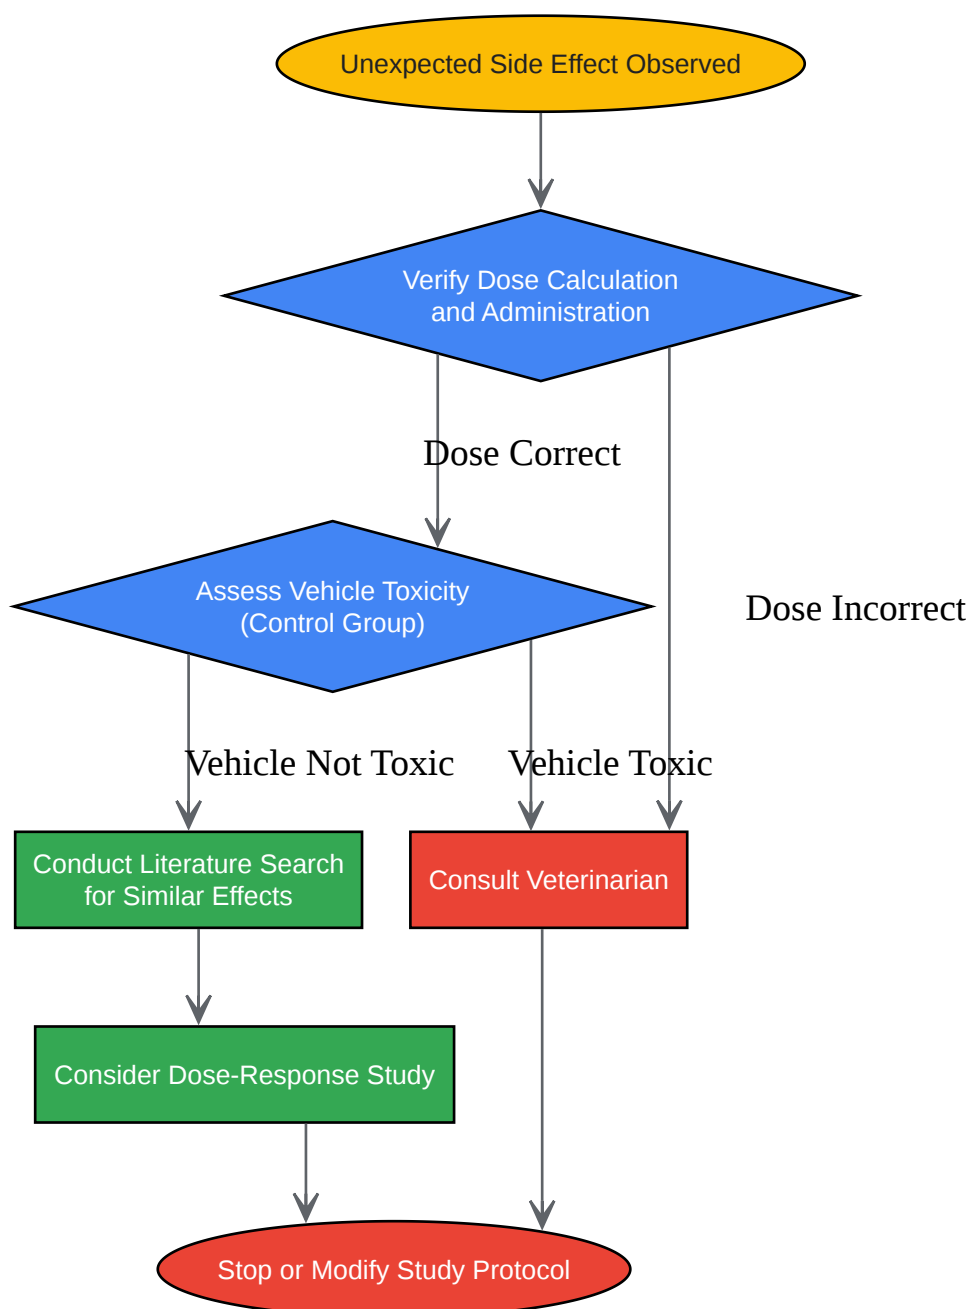 Unexpected Side Effect Observed
Verify Dose Calculation
and Administration
Dose Correct
Assess Vehicle Toxicity
(Control Group)
Dose Incorrect
Vehicle Not Toxic
Vehicle Toxic
Conduct Literature Search
for Similar Effects
Consult Veterinarian
Consider Dose-Response Study
Stop or Modify Study Protocol